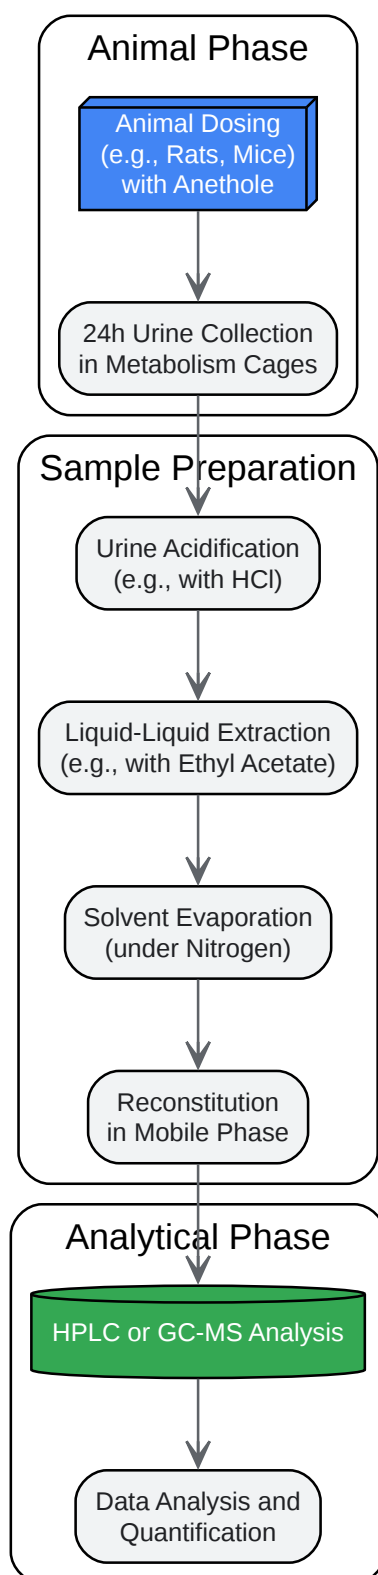 Animal Phase
Animal Dosing
(e.g., Rats, Mice)
with Anethole
24h Urine Collection
in Metabolism Cages
Sample Preparation
Urine Acidification
(e.g., with HCl)
Liquid-Liquid Extraction
(e.g., with Ethyl Acetate)
Solvent Evaporation
(under Nitrogen)
Reconstitution
in Mobile Phase
Analytical Phase
HPLC or GC-MS Analysis
Data Analysis and
Quantification